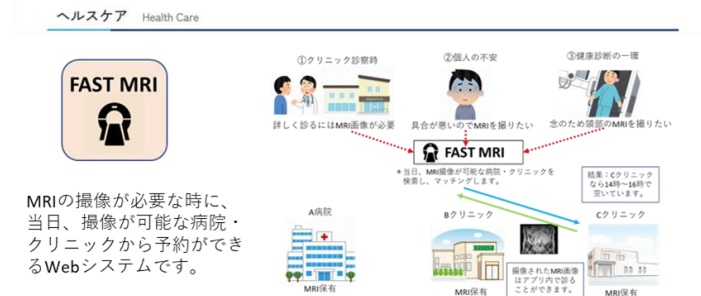 ヘルスケア Health Care
FAST MRI
MRIの撮像が必要な時に、
当日、撮像が可能な病院・
クリニックから予約ができ
るWebシステムです。
①クリニック診察時
詳しく診るにはMRI画像が必要
②個人の不安
具合が悪いのでMRIを撮りたい
③健康診断の一環
念のため頭部のMRIを撮りたい
FAST MRI
*当日、MRI撮像が可能な病院・クリニックを
検索し、マッチングします。
結果：Cクリニック
なら14時～16時で
空いています。
A病院
MRI保有
Bクリニック
MRI保有
撮像されたMRI画像
はアプリ内で診る
ことができます。
Cクリニック
MRI保有